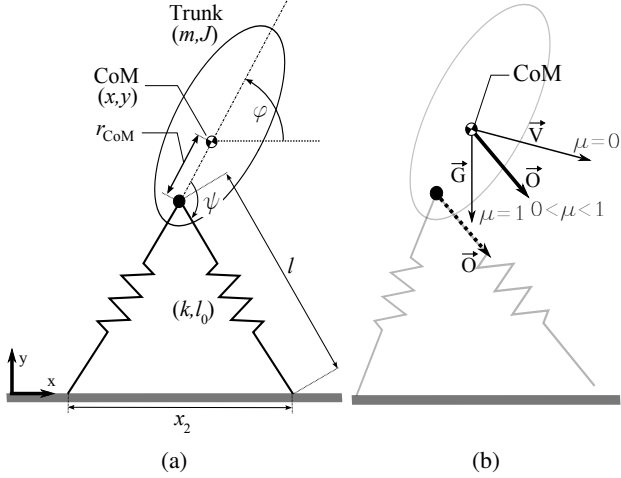 Trunk
(m,J)
CoM
(x,y)
r_CoM
φ
ψ
l
(k,l_0)
y
x
x_2
(a)
CoM
V⃗
μ=0
G⃗
O⃗
μ=1
0<μ<1
O⃗
(b)